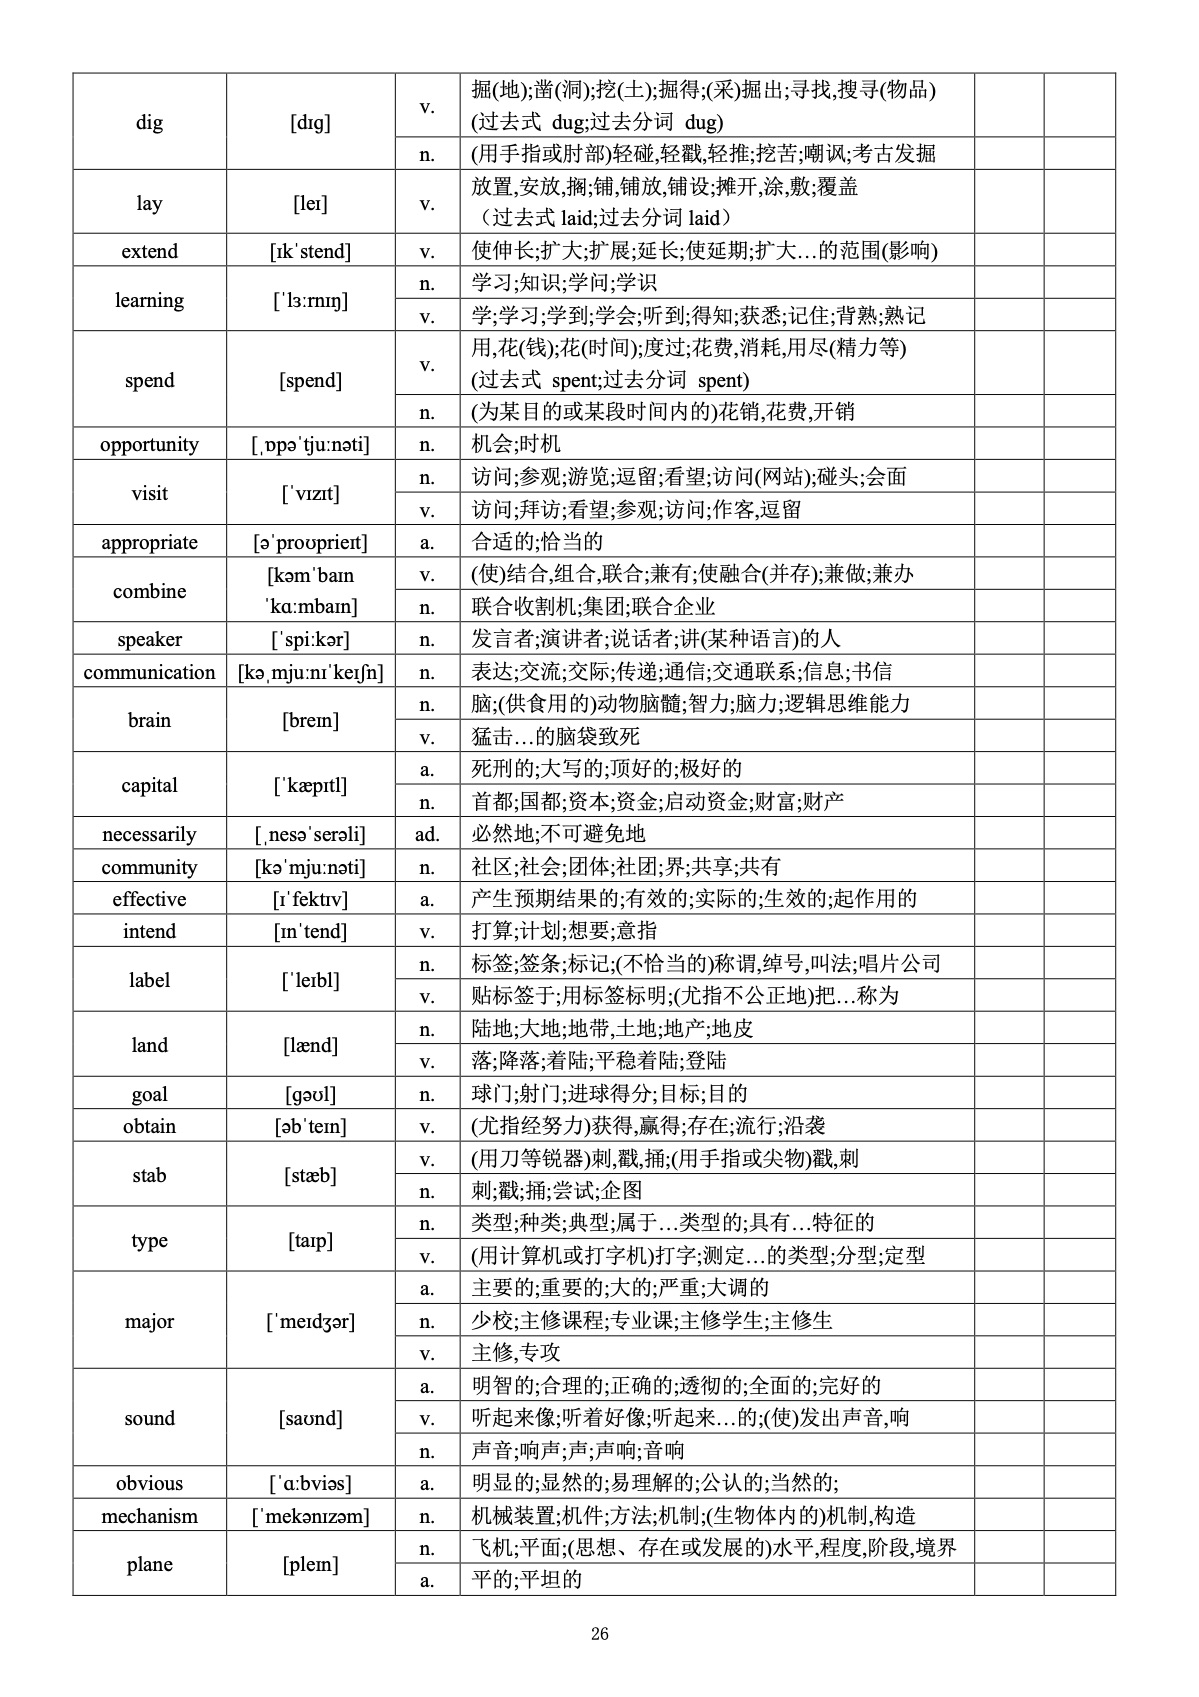 dig [dɪɡ] v. 掘(地);凿(洞);挖(土);掘得;(采)掘出;寻找,搜寻(物品)
(过去式 dug;过去分词 dug)
n. (用手指或肘部)轻碰,轻戳,轻推;挖苦;嘲讽;考古发掘
lay [leɪ] v. 放置,安放,搁;铺,铺放,铺设;摊开,涂,敷;覆盖
（过去式 laid;过去分词 laid）
extend [ɪkˈstend] v. 使伸长;扩大;扩展;延长;使延期;扩大…的范围(影响)
learning [ˈlɜːrnɪŋ] n. 学习;知识;学问;学识
v. 学;学习;学到;学会;听到;得知;获悉;记住;背熟;熟记
spend [spend] v. 用,花(钱);花(时间);度过;花费,消耗,用尽(精力等)
(过去式 spent;过去分词 spent)
n. (为某目的或某段时间内的)花销,花费,开销
opportunity [ˌɒpəˈtjuːnəti] n. 机会;时机
visit [ˈvɪzɪt] n. 访问;参观;游览;逗留;看望;访问(网站);碰头;会面
v. 访问;拜访;看望;参观;访问;作客,逗留
appropriate [əˈproʊprieɪt] a. 合适的;恰当的
combine [kəmˈbaɪn v. (使)结合,组合,联合;兼有;使融合(并存);兼做;兼办
ˈkɑːmbaɪn] n. 联合收割机;集团;联合企业
speaker [ˈspiːkər] n. 发言者;演讲者;说话者;讲(某种语言)的人
communication [kəˌmjuːnɪˈkeɪʃn] n. 表达;交流;交际;传递;通信;交通联系;信息;书信
brain [breɪn] n. 脑;(供食用的)动物脑髓;智力;脑力;逻辑思维能力
v. 猛击…的脑袋致死
capital [ˈkæpɪtl] a. 死刑的;大写的;顶好的;极好的
n. 首都;国都;资本;资金;启动资金;财富;财产
necessarily [ˌnesəˈserəli] ad. 必然地;不可避免地
community [kəˈmjuːnəti] n. 社区;社会;团体;社团;界;共享;共有
effective [ɪˈfektɪv] a. 产生预期结果的;有效的;实际的;生效的;起作用的
intend [ɪnˈtend] v. 打算;计划;想要;意指
label [ˈleɪbl] n. 标签;签条;标记;(不恰当的)称谓,绰号,叫法;唱片公司
v. 贴标签于;用标签标明;(尤指不公正地)把…称为
land [lænd] n. 陆地;大地;地带,土地;地产;地皮
v. 落;降落;着陆;平稳着陆;登陆
goal [ɡəʊl] n. 球门;射门;进球得分;目标;目的
obtain [əbˈteɪn] v. (尤指经努力)获得,赢得;存在;流行;沿袭
stab [stæb] v. (用刀等锐器)刺,戳,捅;(用手指或尖物)戳,刺
n. 刺;戳;捅;尝试;企图
type [taɪp] n. 类型;种类;典型;属于…类型的;具有…特征的
v. (用计算机或打字机)打字;测定…的类型;分型;定型
major [ˈmeɪdʒər] a. 主要的;重要的;大的;严重;大调的
n. 少校;主修课程;专业课;主修学生;主修生
v. 主修,专攻
sound [saʊnd] a. 明智的;合理的;正确的;透彻的;全面的;完好的
v. 听起来像;听着好像;听起来…的;(使)发出声音,响
n. 声音;响声;声;声响;音响
obvious [ˈɑːbviəs] a. 明显的;显然的;易理解的;公认的;当然的;
mechanism [ˈmekənɪzəm] n. 机械装置;机件;方法;机制;(生物体内的)机制,构造
plane [pleɪn] n. 飞机;平面;(思想、存在或发展的)水平,程度,阶段,境界
a. 平的;平坦的
26